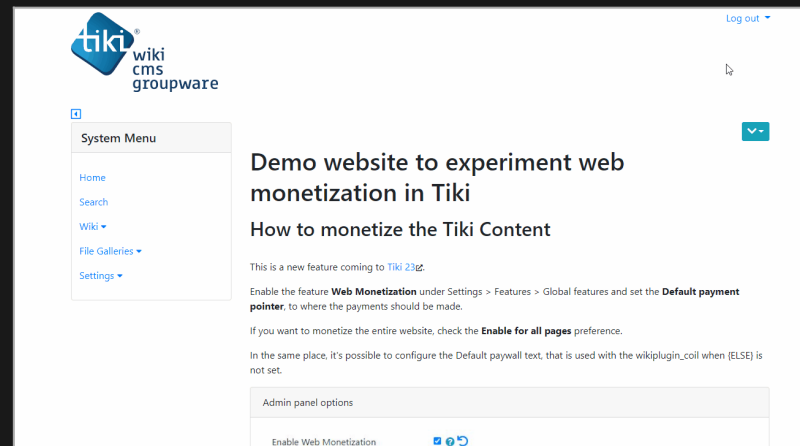 Log out
tiki®
wiki
cms
groupware
System Menu
Home
Search
Wiki
File Galleries
Settings
Demo website to experiment web
monetization in Tiki
How to monetize the Tiki Content
This is a new feature coming to Tiki 23.
Enable the feature Web Monetization under Settings > Features > Global features and set the Default payment
pointer, to where the payments should be made.
If you want to monetize the entire website, check the Enable for all pages preference.
In the same place, it's possible to configure the Default paywall text, that is used with the wikiplugin_coil when {ELSE} is
not set.
Admin panel options
Enable Web Monetization